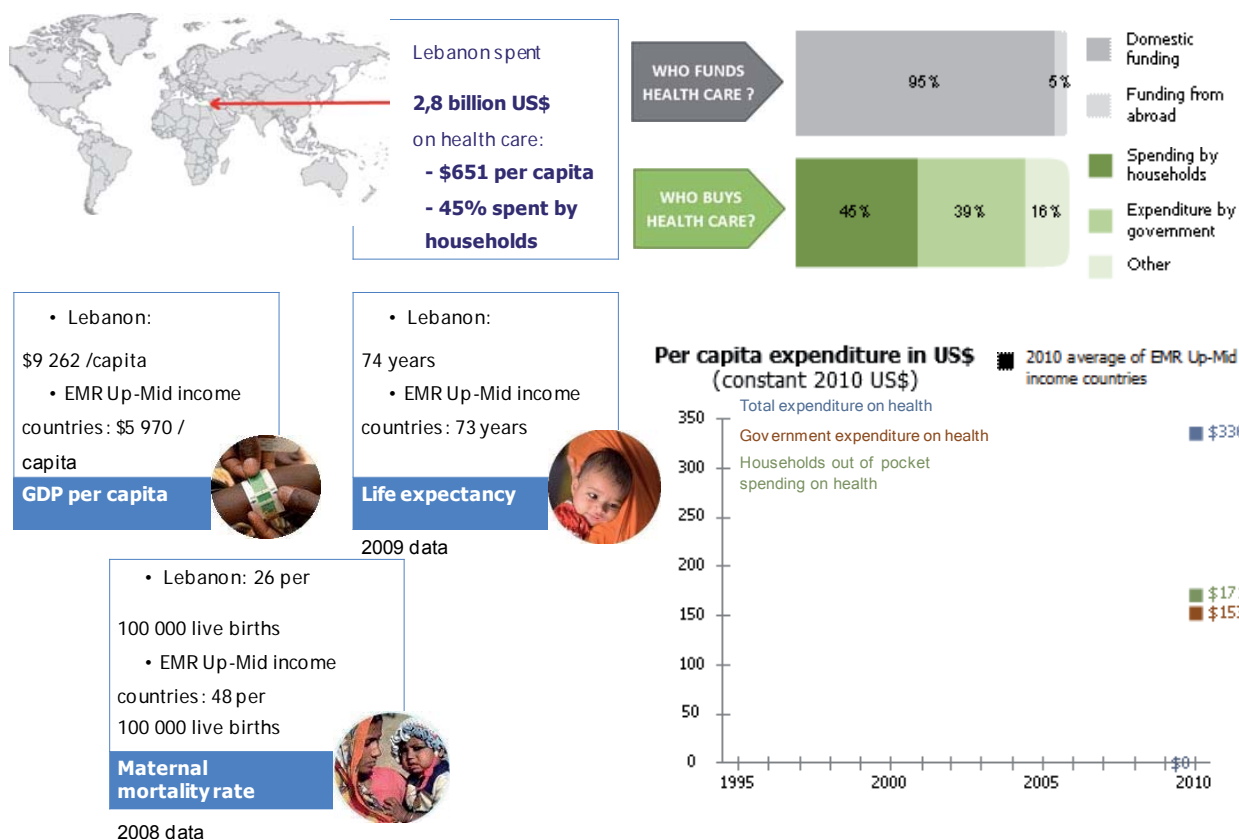 Lebanon spent
2,8 billion US$
on health care:
- $651 per capita
- 45% spent by
households
WHO FUNDS
HEALTH CARE ?
95%
5%
Domestic
funding
Funding from
abroad
WHO BUYS
HEALTH CARE?
45%
39%
16%
Spending by
households
Expenditure by
government
Other
• Lebanon:
$9 262 /capita
• EMR Up-Mid income
countries: $5 970 /
capita
GDP per capita
• Lebanon:
74 years
• EMR Up-Mid income
countries: 73 years
Life expectancy
2009 data
• Lebanon: 26 per
100 000 live births
• EMR Up-Mid income
countries: 48 per
100 000 live births
Maternal
mortality rate
2008 data
Per capita expenditure in US$
(constant 2010 US$)
2010 average of EMR Up-Mid
income countries
Total expenditure on health
Government expenditure on health
Households out of pocket
spending on health
350
300
250
200
150
100
50
0
$17
$153
$0
1995
2000
2005
2010